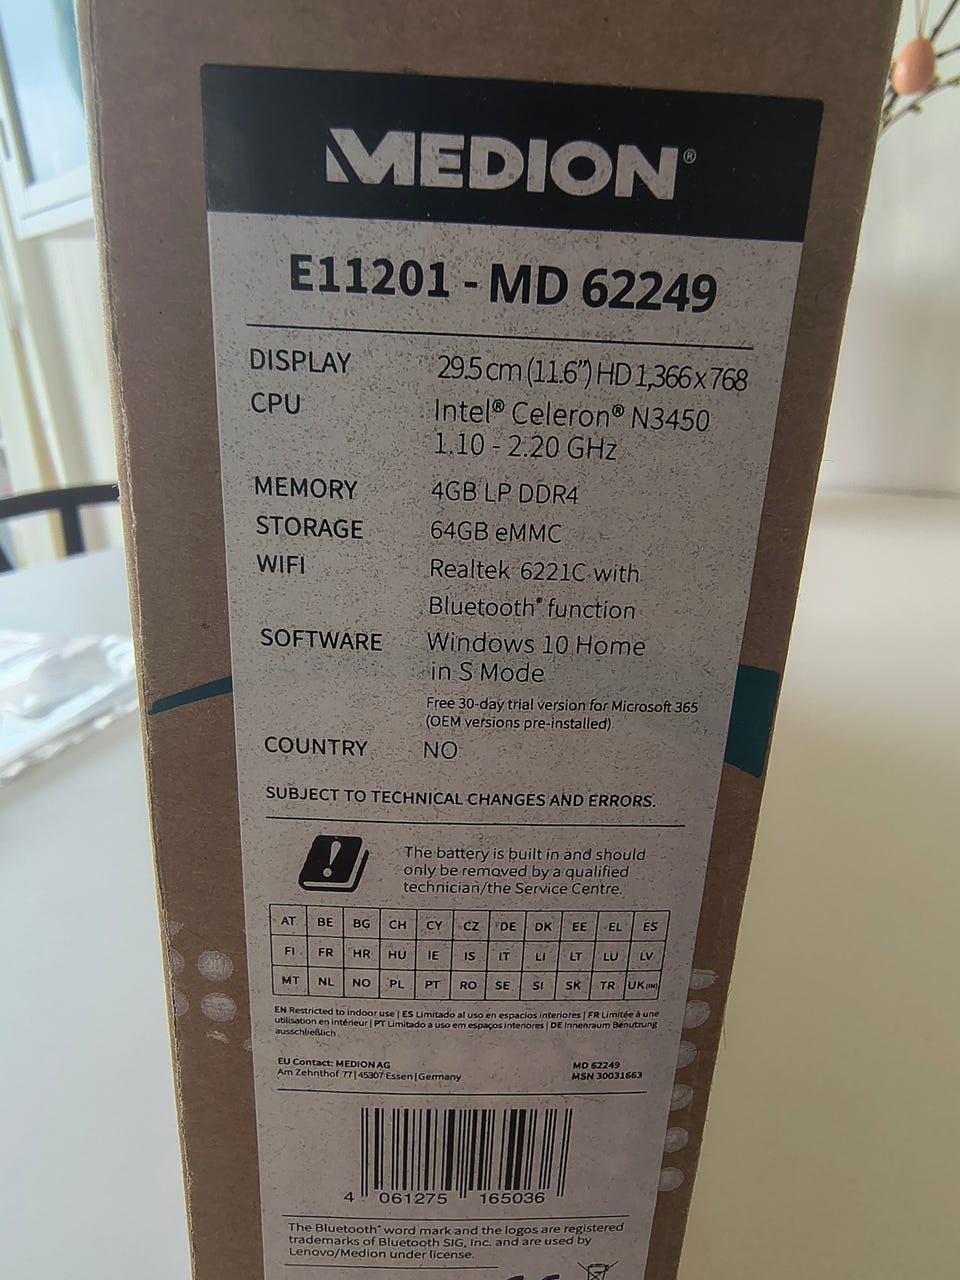 MEDION®
E11201 - MD 62249
DISPLAY 29.5 cm (11.6") HD 1,366 x 768
CPU Intel® Celeron® N3450
1.10 - 2.20 GHz
MEMORY 4GB LP DDR4
STORAGE 64GB eMMC
WIFI Realtek 6221C with
Bluetooth® function
SOFTWARE Windows 10 Home
in S Mode
Free 30-day trial version for Microsoft 365
(OEM versions pre-installed)
COUNTRY NO
SUBJECT TO TECHNICAL CHANGES AND ERRORS.
The battery is built in and should
only be removed by a qualified
technician/the Service Centre.
AT BE BG CH CY CZ DE DK EE EL ES
FI FR HR HU IE IS IT LI LT LU LV
MT NL NO PL PT RO SE SI SK TR UK(IN)
EN Restricted to indoor use | ES Limitado al uso en espacios interiores | FR Limitée à une
utilisation en intérieur | PT Limitado a uso em espaços interiores | DE Innenraum Benutzung
ausschließlich
EU Contact: MEDION AG MD 62249
Am Zehnthof 77 | 45307 Essen | Germany MSN 30031663
4 061275 165036
The Bluetooth® word mark and the logos are registered
trademarks of Bluetooth SIG, Inc. and are used by
Lenovo/Medion under license.